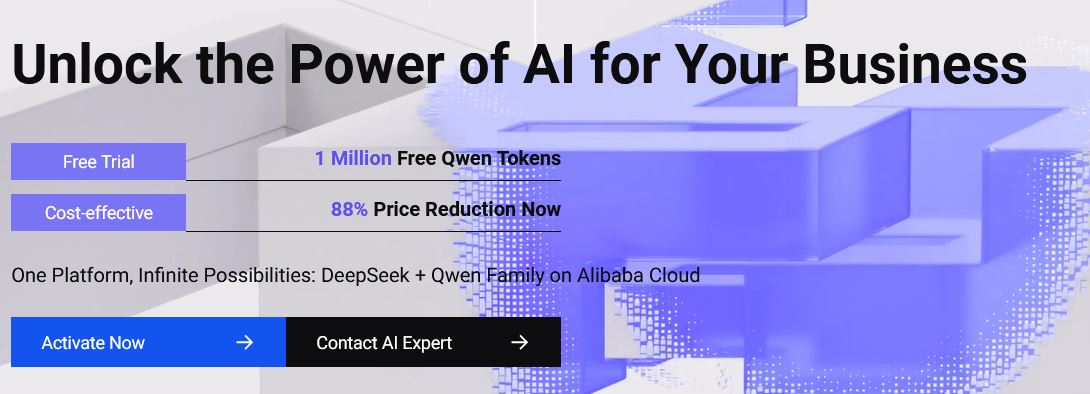 Unlock the Power of AI for Your Business
Free Trial 1 Million Free Qwen Tokens
Cost-effective 88% Price Reduction Now
One Platform, Infinite Possibilities: DeepSeek + Qwen Family on Alibaba Cloud
Activate Now → Contact AI Expert →